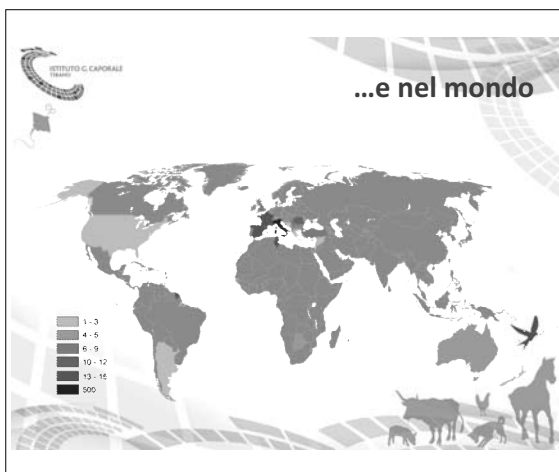 ISTITUTO G. CAPORALE
TERAMO
...e nel mondo
1 - 3
4 - 5
6 - 9
10 - 12
13 - 15
500